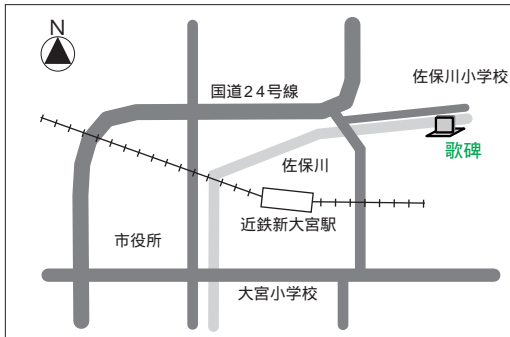 N
国道24号線
佐保川小学校
歌碑
佐保川
近鉄新大宮駅
市役所
大宮小学校